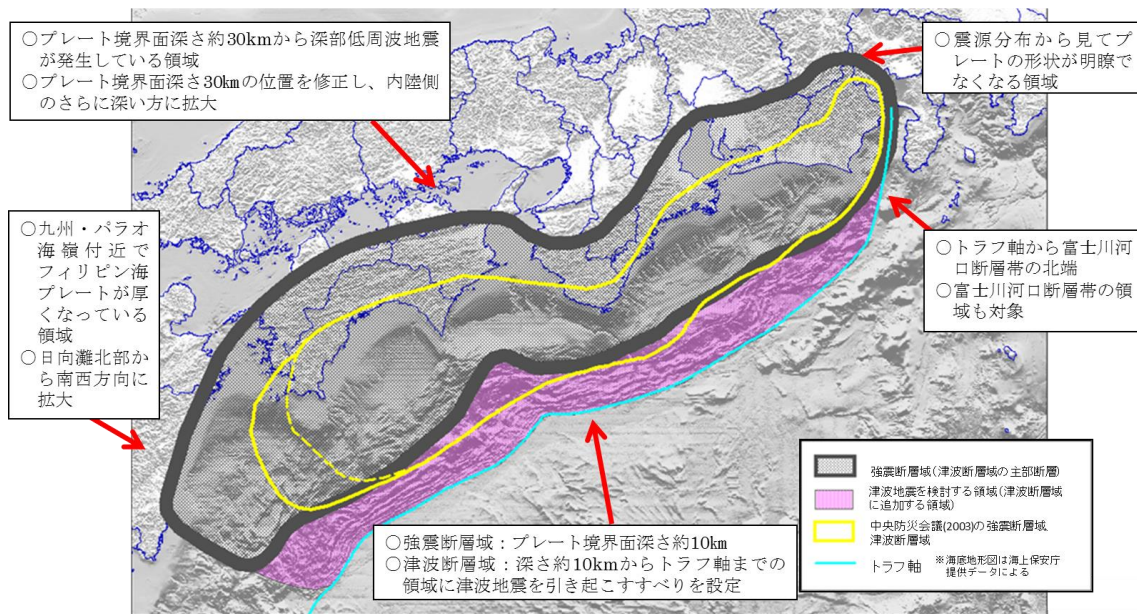 ○プレート境界面深さ約30kmから深部低周波地震
が発生している領域
○プレート境界面深さ30kmの位置を修正し、内陸側
のさらに深い方に拡大
○震源分布から見てプ
レートの形状が明瞭で
なくなる領域
○九州・パラオ
海嶺付近で
フィリピン海
プレートが厚
くなっている
領域
○日向灘北部か
ら南西方向に
拡大
○トラフ軸から富士川河
口断層帯の北端
○富士川河口断層帯の領
域も対象
○強震断層域：プレート境界面深さ約10km
○津波断層域：深さ約10kmからトラフ軸までの
領域に津波地震を引き起こすすべりを設定
強震断層域(津波断層域の主部断層)
津波地震を検討する領域(津波断層域
に追加する領域)
中央防災会議(2003)の強震断層域
津波断層域
トラフ軸
※海底地形図は海上保安庁
提供データによる